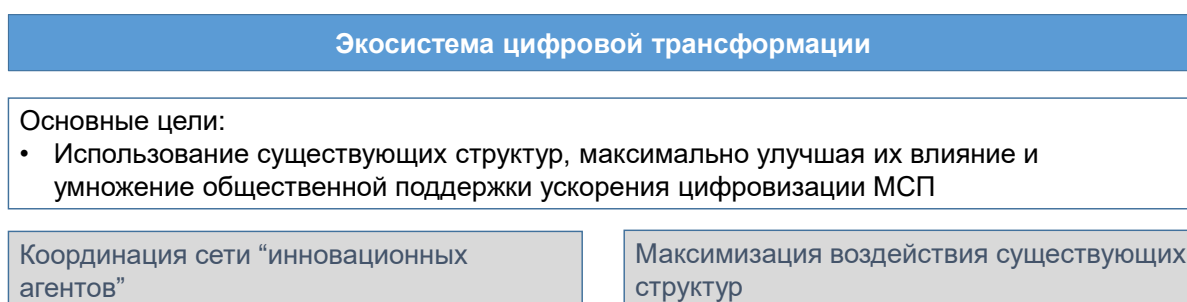 Экосистема цифровой трансформации
Основные цели:
• Использование существующих структур, максимально улучшая их влияние и
умножение общественной поддержки ускорения цифровизации МСП
Координация сети “инновационных
агентов”
Максимизация воздействия существующих
структур